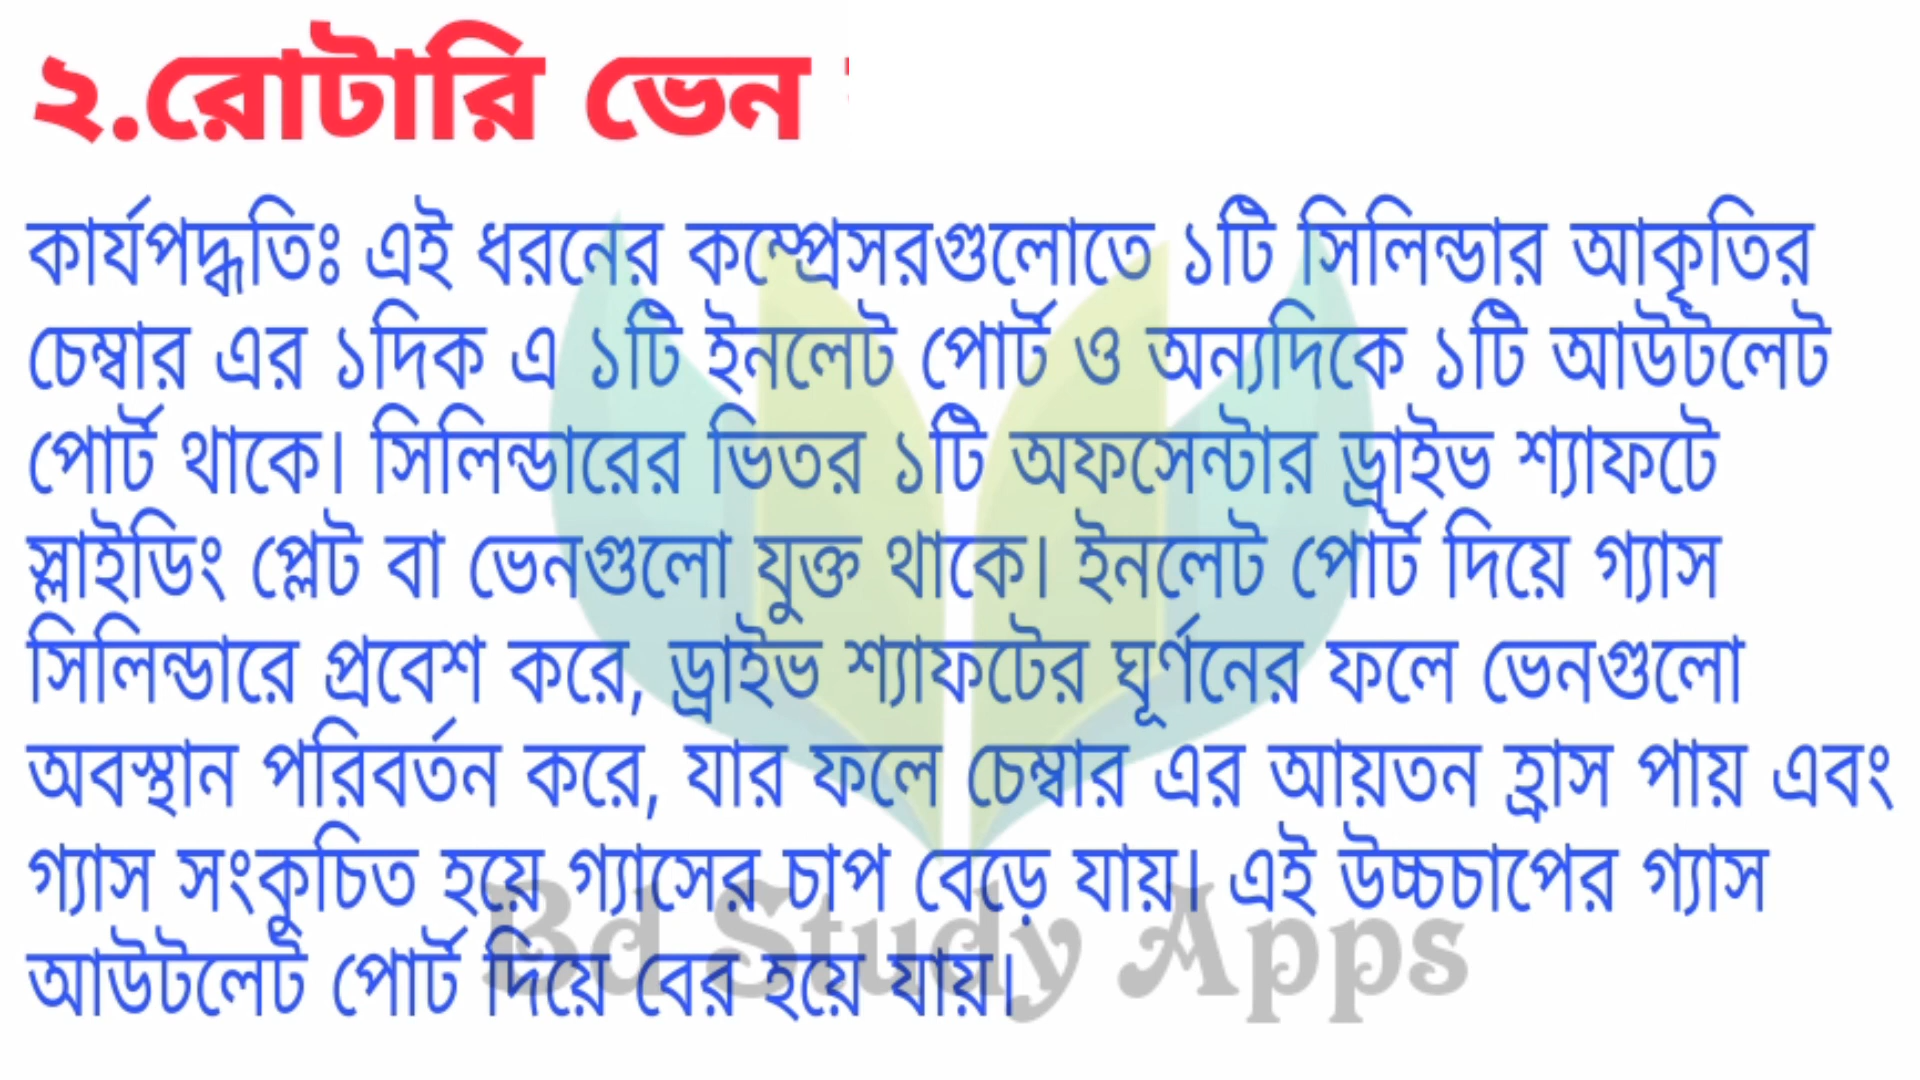 ২.রোটারি ভেন
কার্যপদ্ধতিঃ এই ধরনের কম্প্রেসরগুলোতে ১টি সিলিন্ডার আকৃতির
চেম্বার এর ১দিক এ ১টি ইনলেট পোর্ট ও অন্যদিকে ১টি আউটলেট
পোর্ট থাকে। সিলিন্ডারের ভিতর ১টি অফসেন্টার ড্রাইভ শ্যাফটে
স্লাইডিং প্লেট বা ভেনগুলো যুক্ত থাকে। ইনলেট পোর্ট দিয়ে গ্যাস
সিলিন্ডারে প্রবেশ করে, ড্রাইভ শ্যাফটের ঘূর্ণনের ফলে ভেনগুলো
অবস্থান পরিবর্তন করে, যার ফলে চেম্বার এর আয়তন হ্রাস পায় এবং
গ্যাস সংকুচিত হয়ে গ্যাসের চাপ বেড়ে যায়। এই উচ্চচাপের গ্যাস
আউটলেট পোর্ট দিয়ে বের হয়ে যায়।
Bd Study Apps